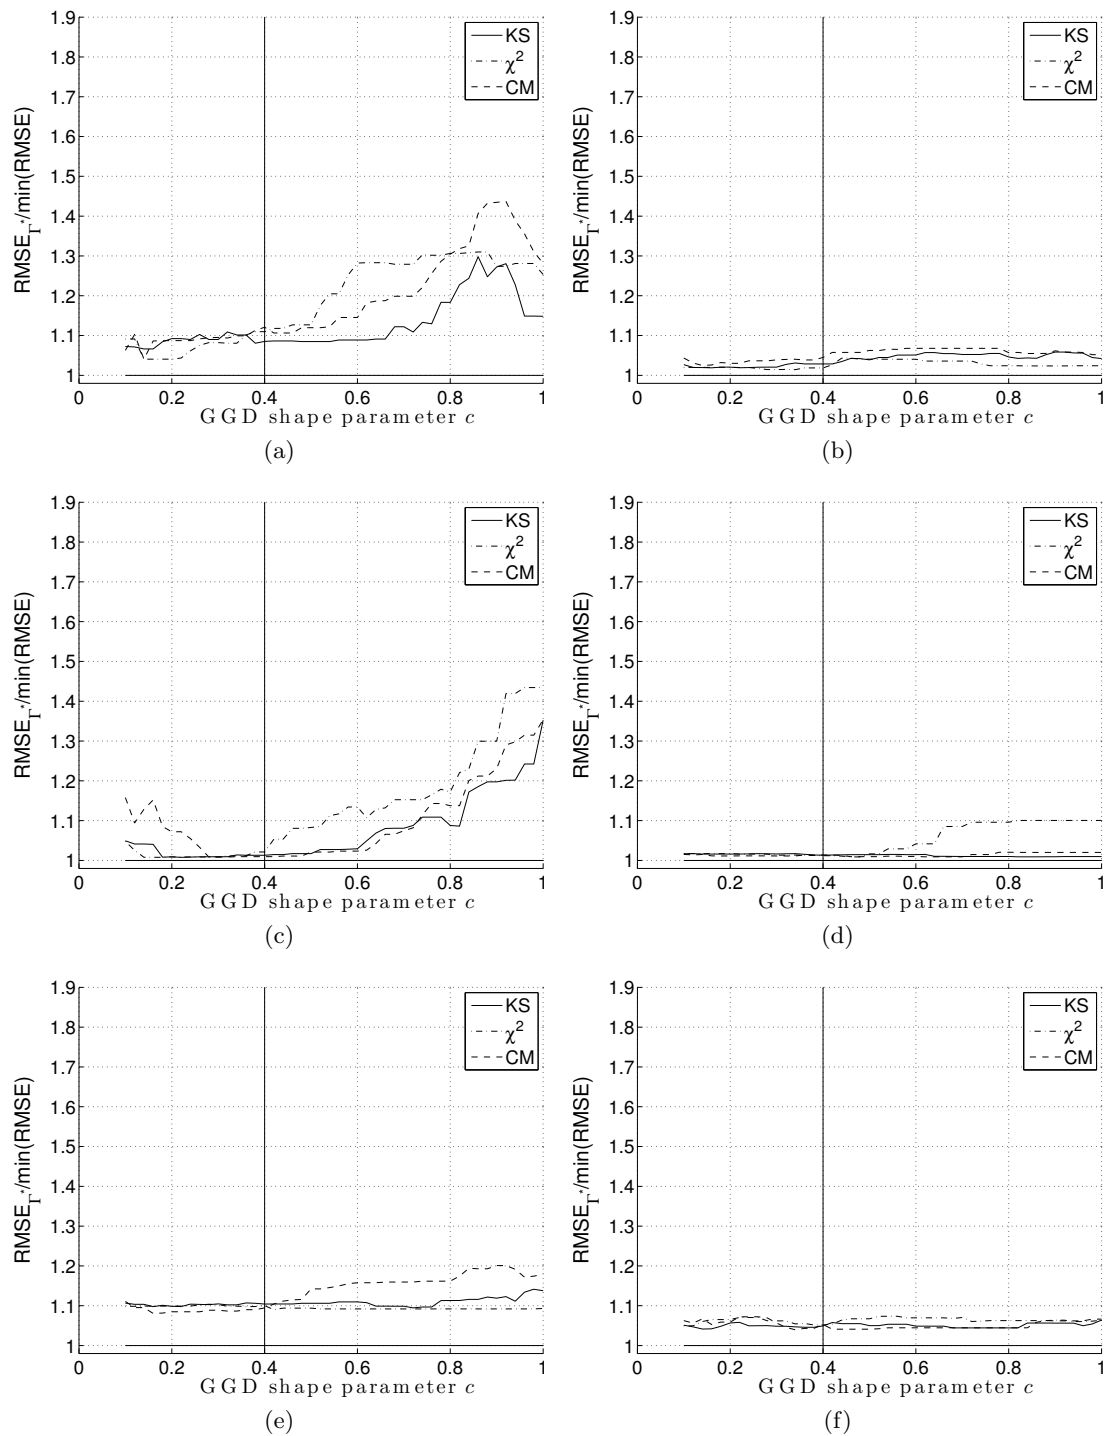 1.9
1.8
1.7
1.6
1.5
1.4
1.3
1.2
1.1
1
0 0.2 0.4 0.6 0.8 1
RMSE_Γ*/min(RMSE)
GGD shape parameter c
KS
χ²
CM
(a)
1.9
1.8
1.7
1.6
1.5
1.4
1.3
1.2
1.1
1
0 0.2 0.4 0.6 0.8 1
RMSE_Γ*/min(RMSE)
GGD shape parameter c
KS
χ²
CM
(b)
1.9
1.8
1.7
1.6
1.5
1.4
1.3
1.2
1.1
1
0 0.2 0.4 0.6 0.8 1
RMSE_Γ*/min(RMSE)
GGD shape parameter c
KS
χ²
CM
(c)
1.9
1.8
1.7
1.6
1.5
1.4
1.3
1.2
1.1
1
0 0.2 0.4 0.6 0.8 1
RMSE_Γ*/min(RMSE)
GGD shape parameter c
KS
χ²
CM
(d)
1.9
1.8
1.7
1.6
1.5
1.4
1.3
1.2
1.1
1
0 0.2 0.4 0.6 0.8 1
RMSE_Γ*/min(RMSE)
GGD shape parameter c
KS
χ²
CM
(e)
1.9
1.8
1.7
1.6
1.5
1.4
1.3
1.2
1.1
1
0 0.2 0.4 0.6 0.8 1
RMSE_Γ*/min(RMSE)
GGD shape parameter c
KS
χ²
CM
(f)